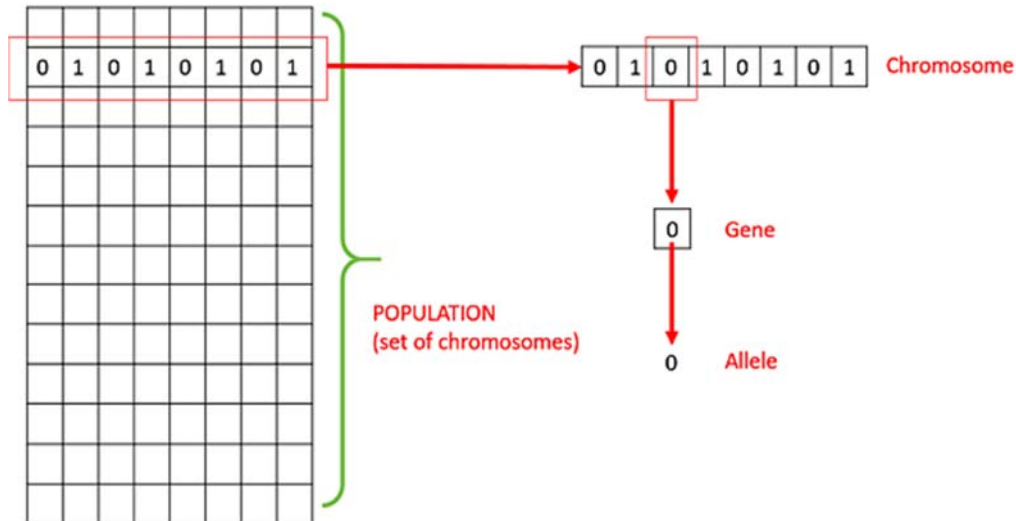 0 1 0 1 0 1 0 1
0 1 0 1 0 1 0 1 Chromosome
0 Gene
POPULATION
(set of chromosomes)
0 Allele